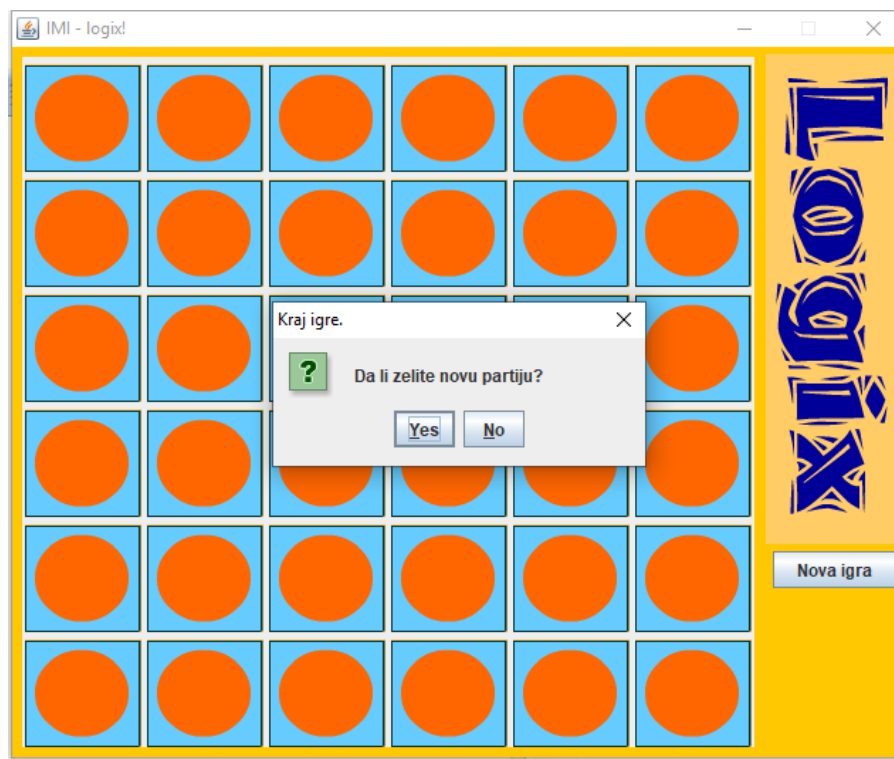 IMI - logix!
Logix
Kraj igre.
?
Da li zelite novu partiju?
Yes
No
Nova igra